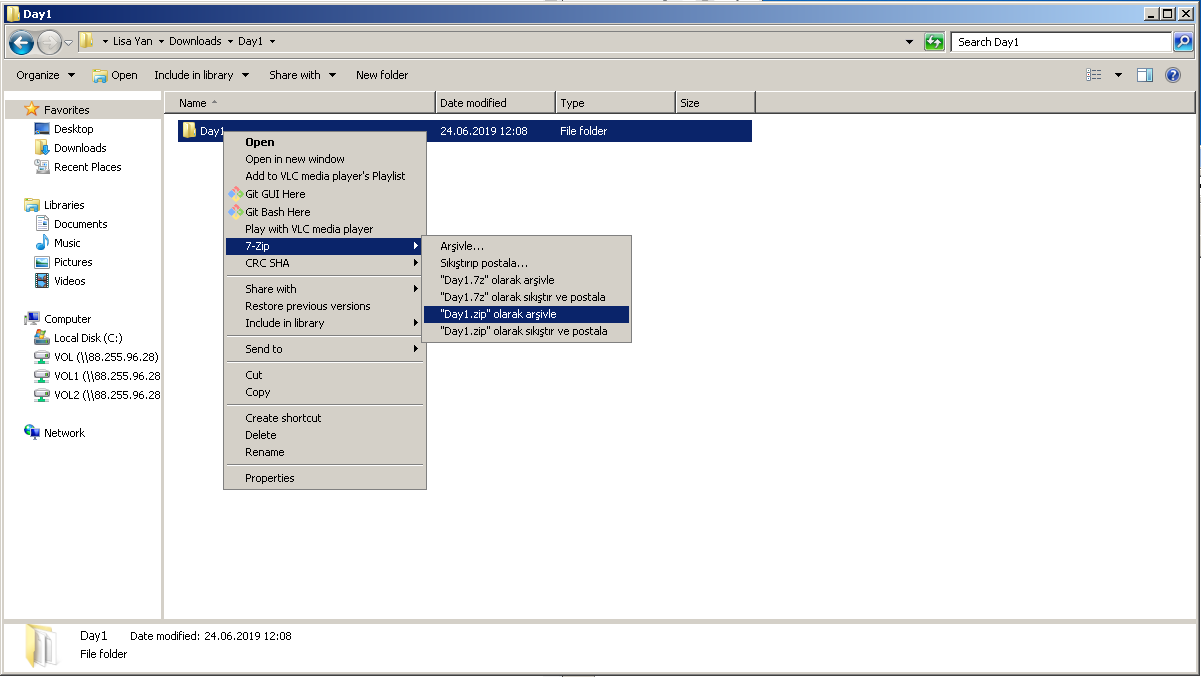 Day1
Lisa Yan Downloads Day1
Search Day1
Organize Open Include in library Share with New folder
Name Date modified Type Size
Favorites
Desktop
Downloads
Recent Places
Libraries
Documents
Music
Pictures
Videos
Computer
Local Disk (C:)
VOL (\\88.255.96.28)
VOL1 (\\88.255.96.28
VOL2 (\\88.255.96.28
Network
Day1 24.06.2019 12:08 File folder
Open
Open in new window
Add to VLC media player's Playlist
Git GUI Here
Git Bash Here
Play with VLC media player
7-Zip
CRC SHA
Share with
Restore previous versions
Include in library
Send to
Cut
Copy
Create shortcut
Delete
Rename
Properties
Arşivle...
Sıkıştırıp postala...
"Day1.7z" olarak arşivle
"Day1.7z" olarak sıkıştır ve postala
"Day1.zip" olarak arşivle
"Day1.zip" olarak sıkıştır ve postala
Day1 Date modified: 24.06.2019 12:08
File folder